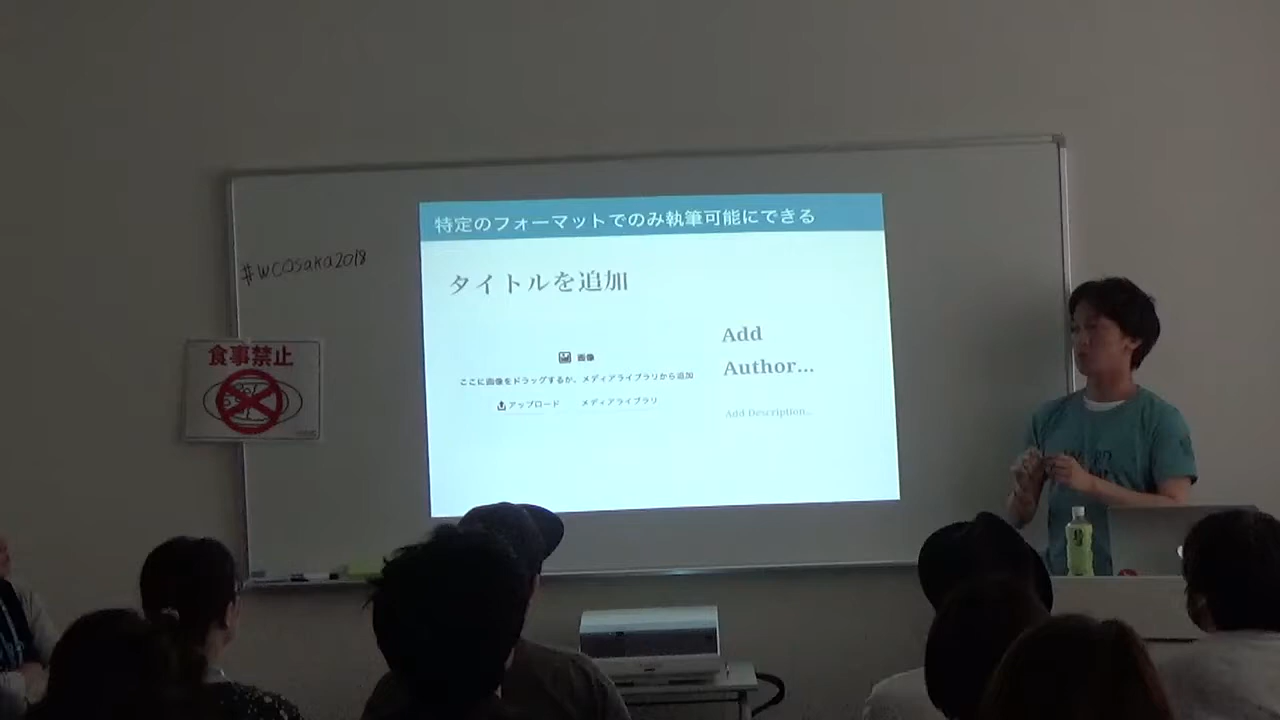 特定のフォーマットでのみ執筆可能にできる
#WCOsaka2018
タイトルを追加
Add
Author...
画像
ここに画像をドラッグするか、メディアライブラリから追加
アップロード メディアライブラリ
Add Description...
食事禁止